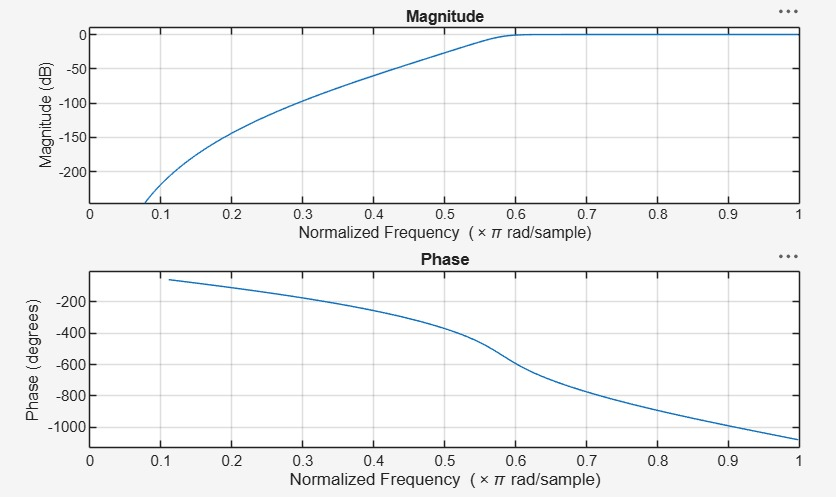 Magnitude
0
-50
-100
-150
-200
Magnitude (dB)
0 0.1 0.2 0.3 0.4 0.5 0.6 0.7 0.8 0.9 1
Normalized Frequency (× π rad/sample)
Phase
-200
-400
-600
-800
-1000
Phase (degrees)
0 0.1 0.2 0.3 0.4 0.5 0.6 0.7 0.8 0.9 1
Normalized Frequency (× π rad/sample)